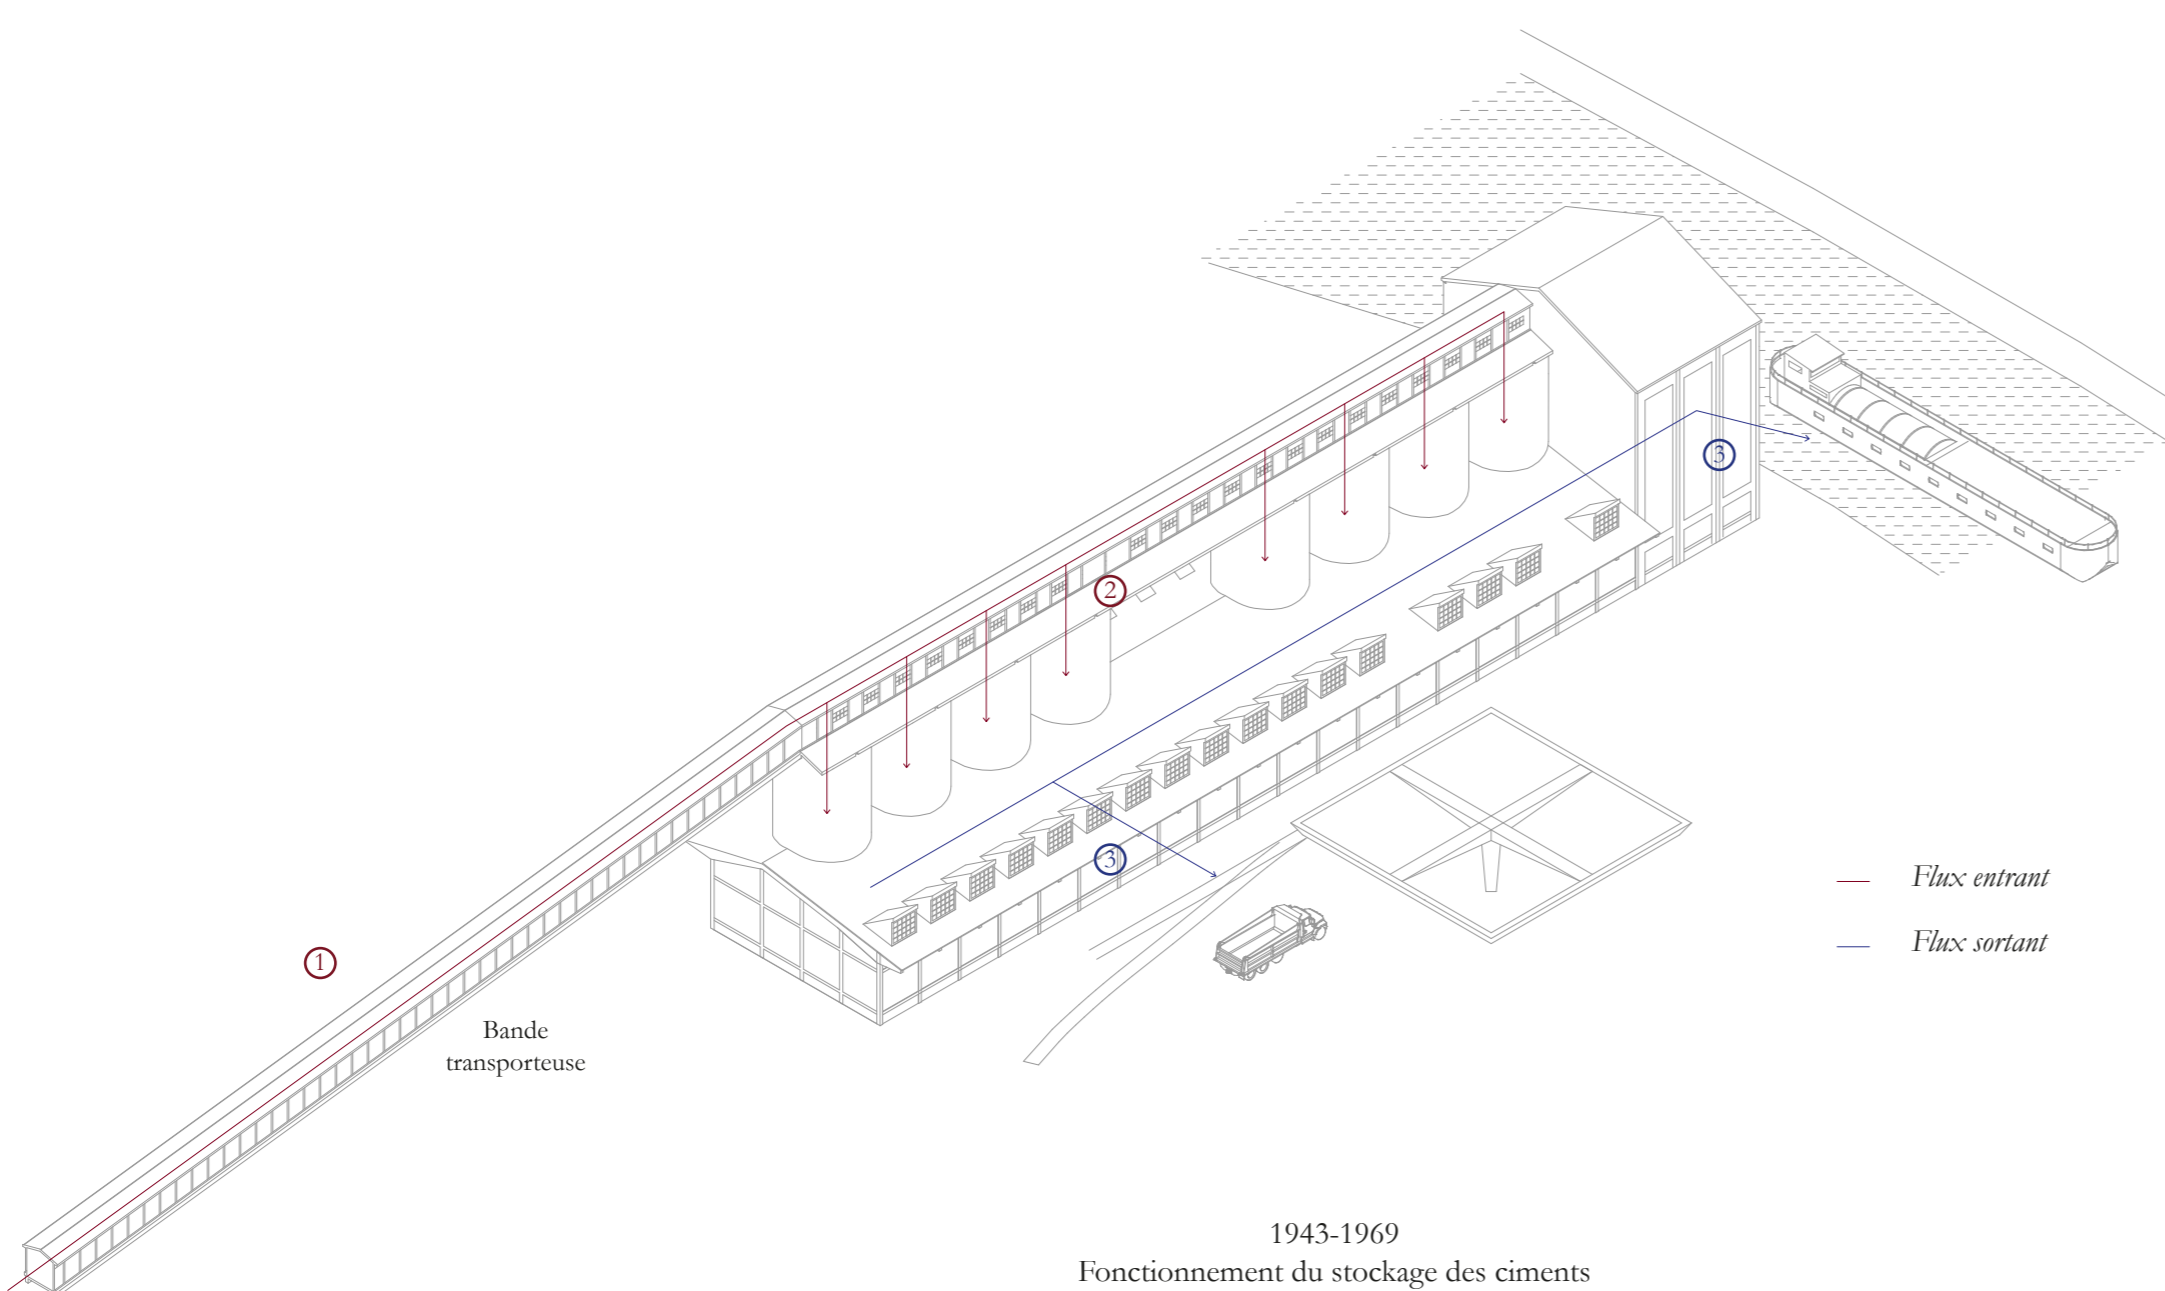 3
2
3
Flux entrant
Flux sortant
1
Bande
transporteuse
1943-1969
Fonctionnement du stockage des ciments